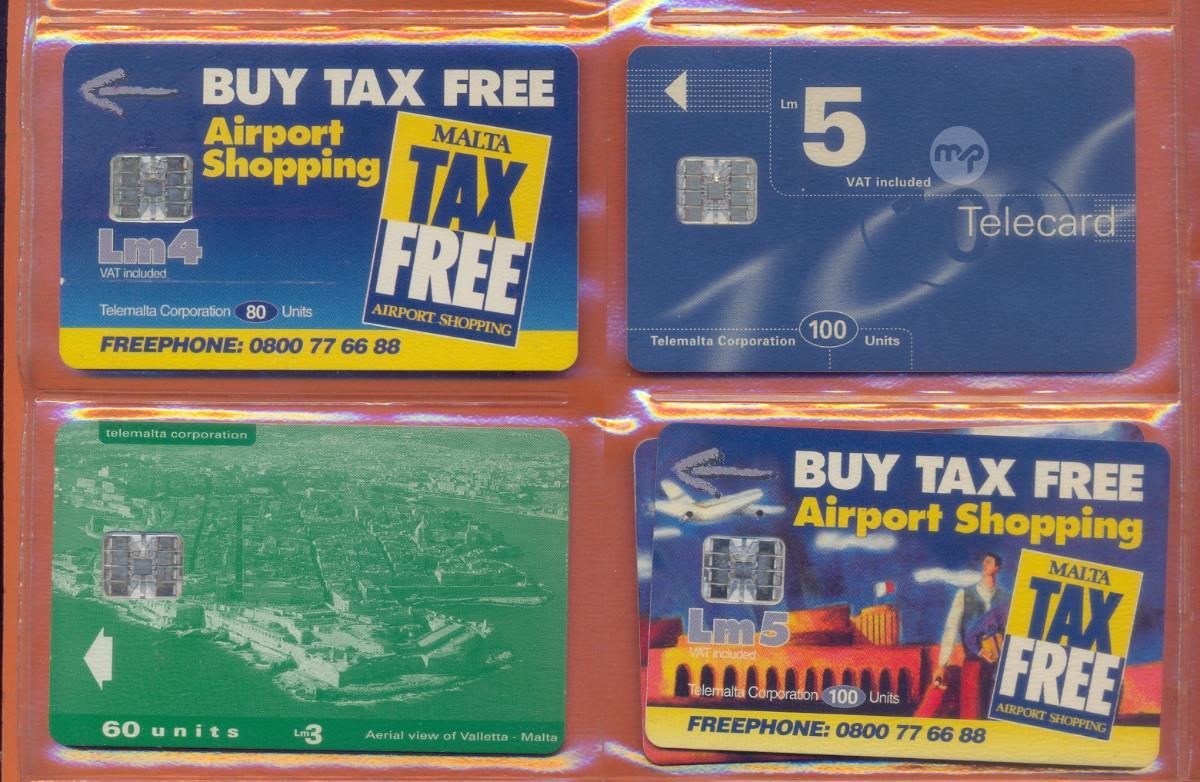 BUY TAX FREE
Airport
Shopping
MALTA
TAX
FREE
AIRPORT SHOPPING
Lm4
VAT included
Telemalta Corporation 80 Units
FREEPHONE: 0800 77 66 88
Lm 5
VAT included
mp
Telecard
Telemalta Corporation 100 Units
telemalta corporation
60 units Lm3 Aerial view of Valletta - Malta
BUY TAX FREE
Airport Shopping
MALTA
TAX
FREE
AIRPORT SHOPPING
Lm5
VAT included
Telemalta Corporation 100 Units
FREEPHONE: 0800 77 66 88